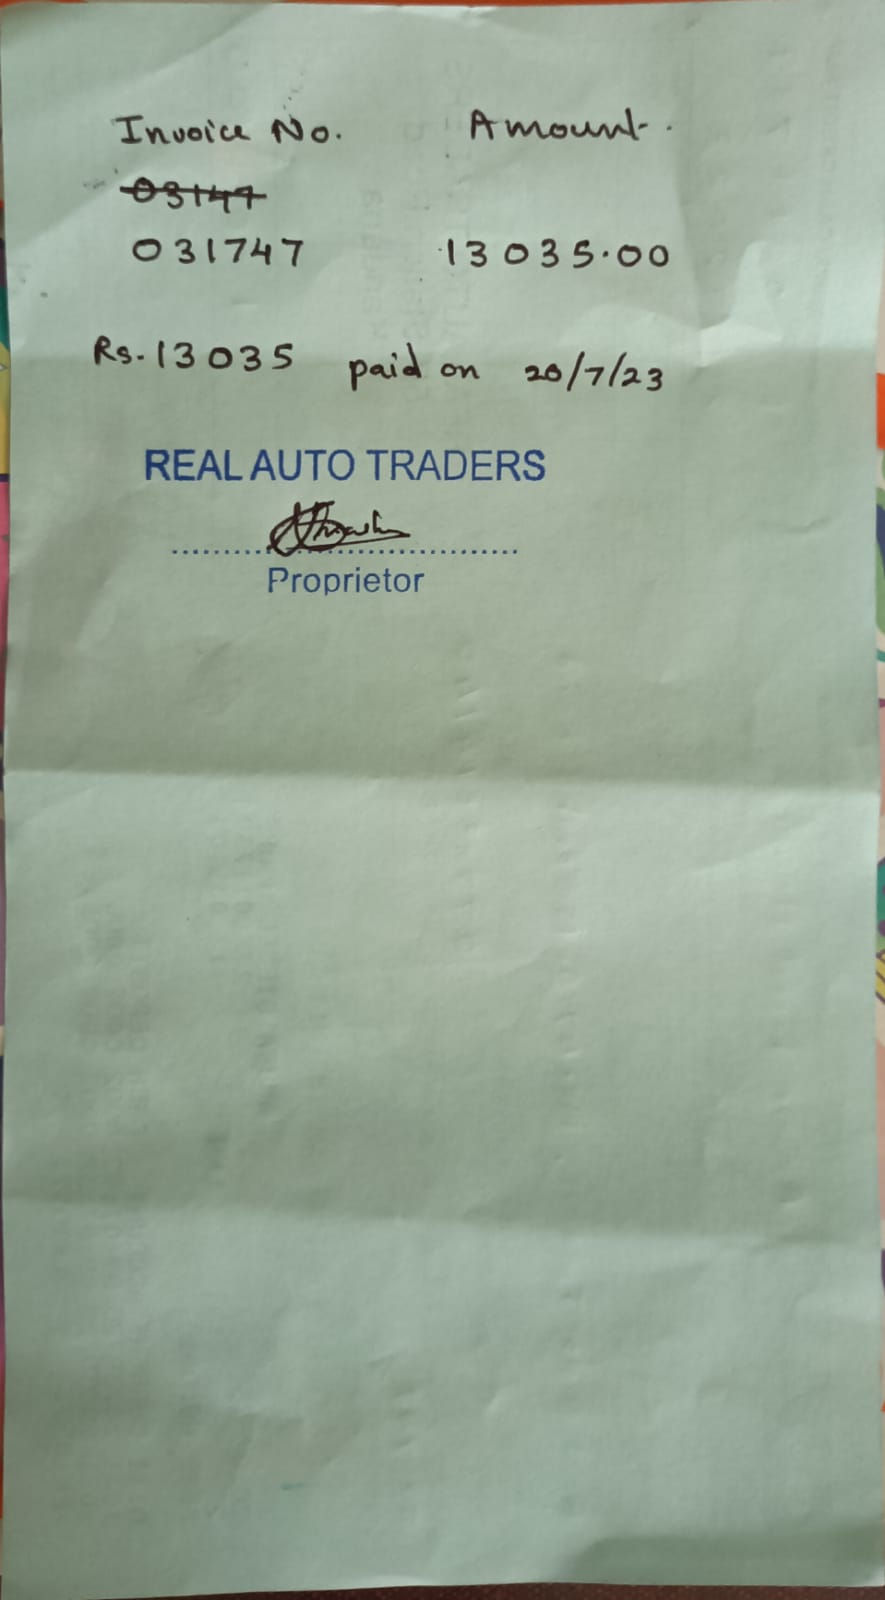 Invoice No. Amount.
03147
031747 13035.00
Rs. 13035 paid on 20/7/23
REAL AUTO TRADERS
Proprietor